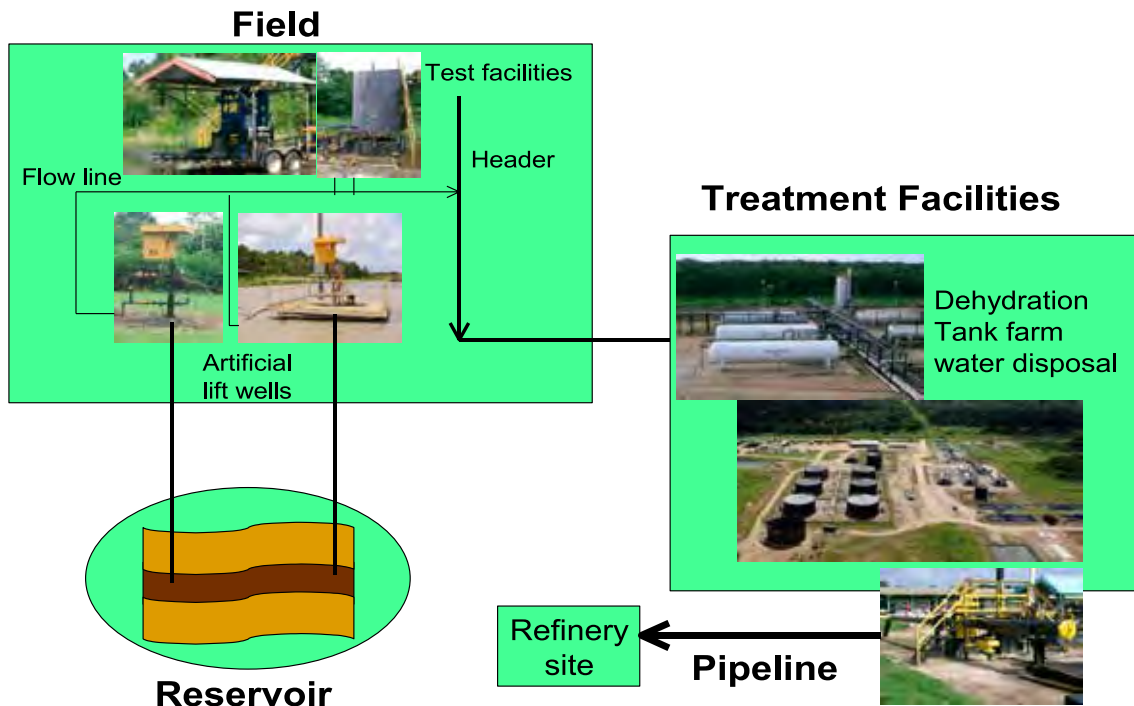 Field
Test facilities
Header
Flow line
Artificial
lift wells
Reservoir
Treatment Facilities
Dehydration
Tank farm
water disposal
Refinery
site
Pipeline